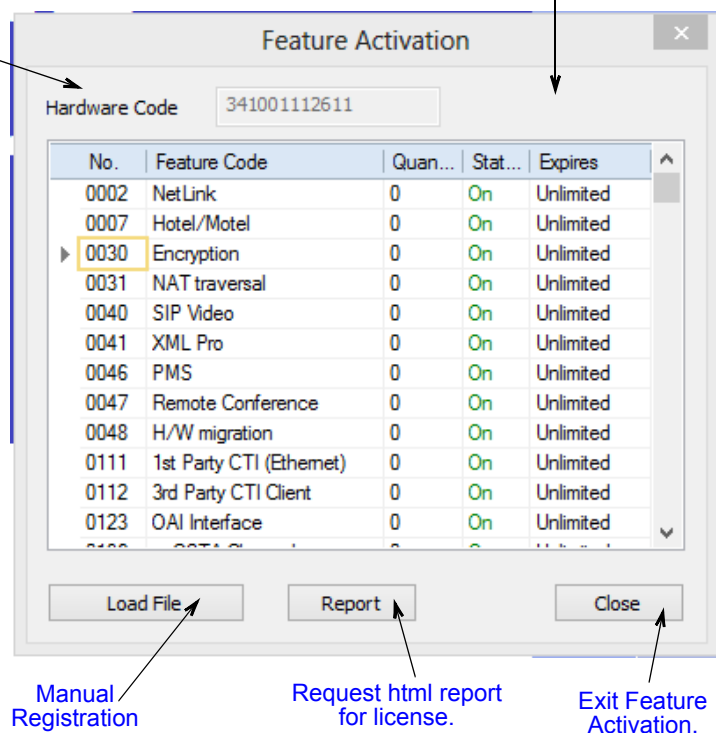 Feature Activation
Hardware Code 341001112611
No. Feature Code Quan... Stat... Expires
0002 NetLink 0 On Unlimited
0007 Hotel/Motel 0 On Unlimited
0030 Encryption 0 On Unlimited
0031 NAT traversal 0 On Unlimited
0040 SIP Video 0 On Unlimited
0041 XML Pro 0 On Unlimited
0046 PMS 0 On Unlimited
0047 Remote Conference 0 On Unlimited
0048 H/W migration 0 On Unlimited
0111 1st Party CTI (Ethernet) 0 On Unlimited
0112 3rd Party CTI Client 0 On Unlimited
0123 OAI Interface 0 On Unlimited
Load File Report Close
Manual
Registration
Request html report
for license.
Exit Feature
Activation.